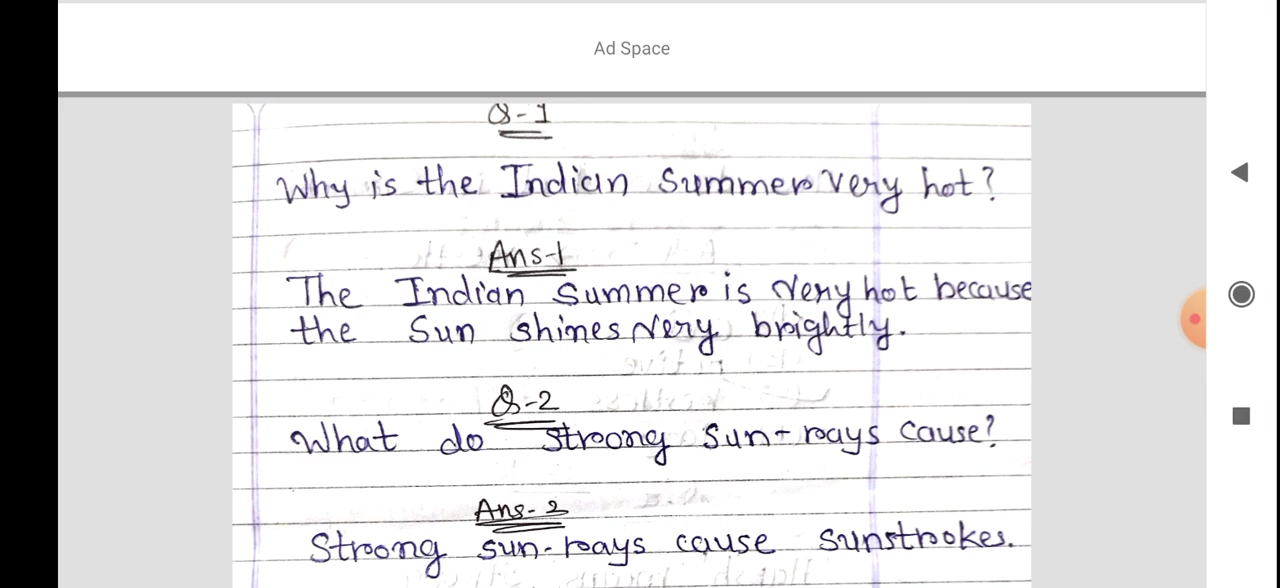 Ad Space
Q-1
Why is the Indian Summer very hot?
Ans-1
The Indian Summer is very hot because
the Sun shines very brightly.
Q-2
What do strong Sun-rays cause?
Ans-2
Strong sun-rays cause sunstrokes.